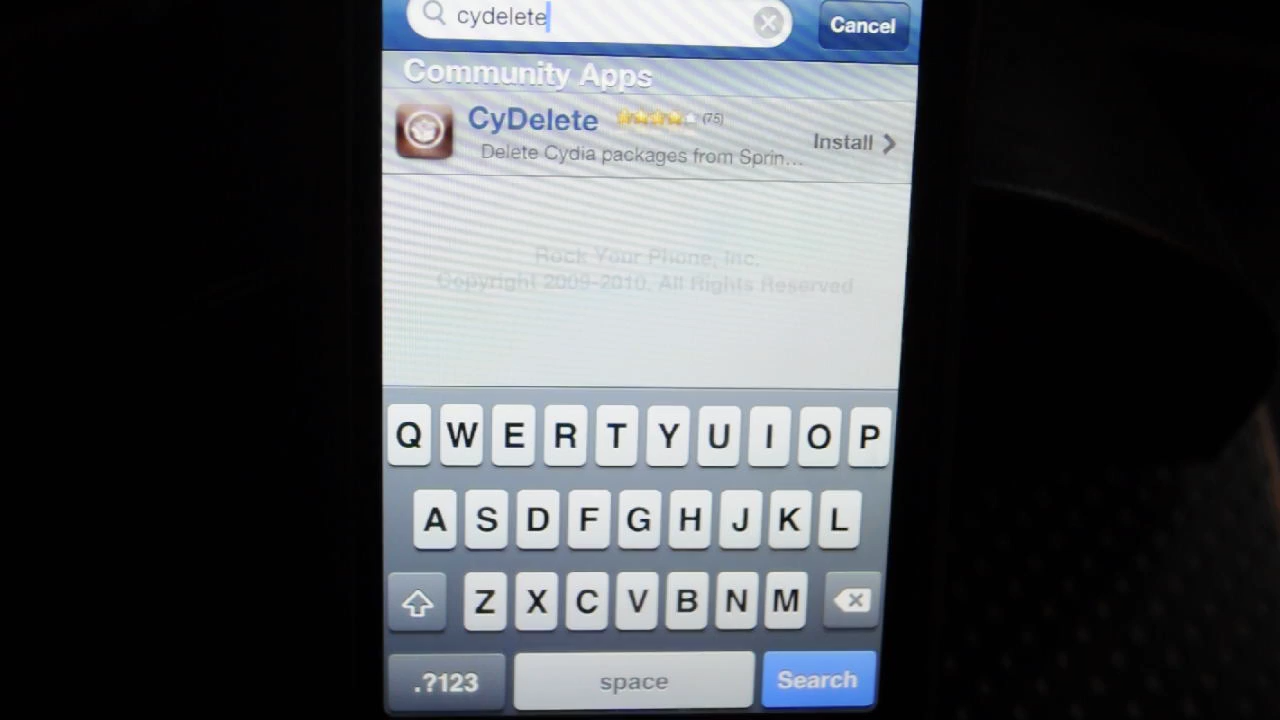 cydelete
Cancel
Community Apps
CyDelete (75)
Install
Delete Cydia packages from Sprin...
Rock Your Phone, Inc.
Copyright 2009-2010, All Rights Reserved
Q W E R T Y U I O P
A S D F G H J K L
Z X C V B N M
.?123 space Search